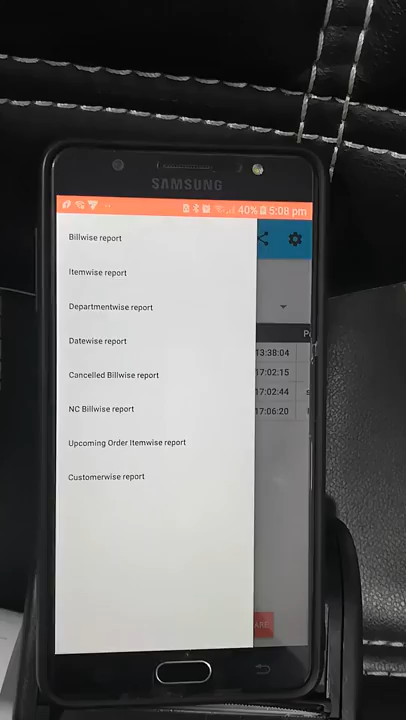 SAMSUNG
40% 5:08 pm
Billwise report
Itemwise report
Departmentwise report
Datewise report
Cancelled Billwise report
NC Billwise report
Upcoming Order Itemwise report
Customerwise report
13:38:04
17:02:15
17:02:44
17:06:20